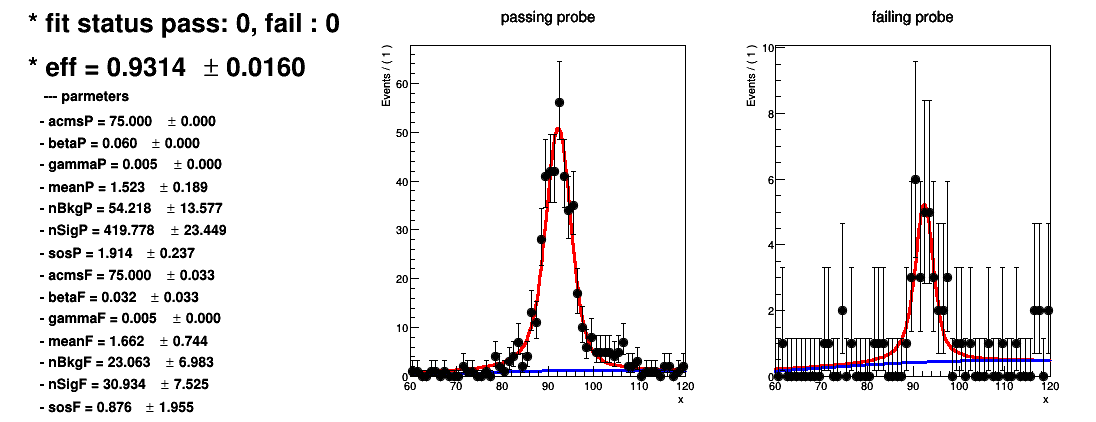 * fit status pass: 0, fail : 0
* eff = 0.9314 ± 0.0160
--- parmeters
- acmsP = 75.000 ± 0.000
- betaP = 0.060 ± 0.000
- gammaP = 0.005 ± 0.000
- meanP = 1.523 ± 0.189
- nBkgP = 54.218 ± 13.577
- nSigP = 419.778 ± 23.449
- sosP = 1.914 ± 0.237
- acmsF = 75.000 ± 0.033
- betaF = 0.032 ± 0.033
- gammaF = 0.005 ± 0.000
- meanF = 1.662 ± 0.744
- nBkgF = 23.063 ± 6.983
- nSigF = 30.934 ± 7.525
- sosF = 0.876 ± 1.955
passing probe
Events / ( 1 )
60
50
40
30
20
10
0
60 70 80 90 100 110 120
x
failing probe
Events / ( 1 )
10
8
6
4
2
0
60 70 80 90 100 110 120
x